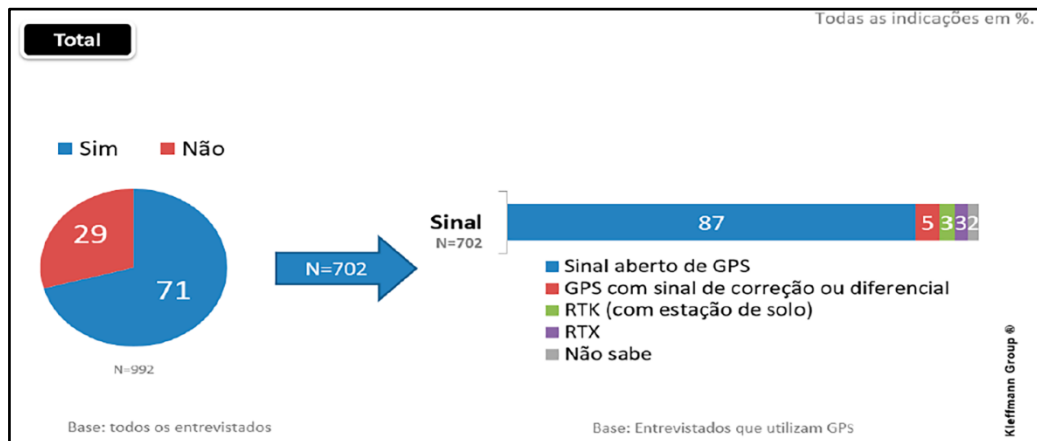 Todas as indicações em %.
Total
Sim
Não
29
71
N=992
Base: todos os entrevistados
N=702
Sinal
N=702
87
5
3
3
2
Sinal aberto de GPS
GPS com sinal de correção ou diferencial
RTK (com estação de solo)
RTX
Não sabe
Base: Entrevistados que utilizam GPS
Kleffmann Group ®